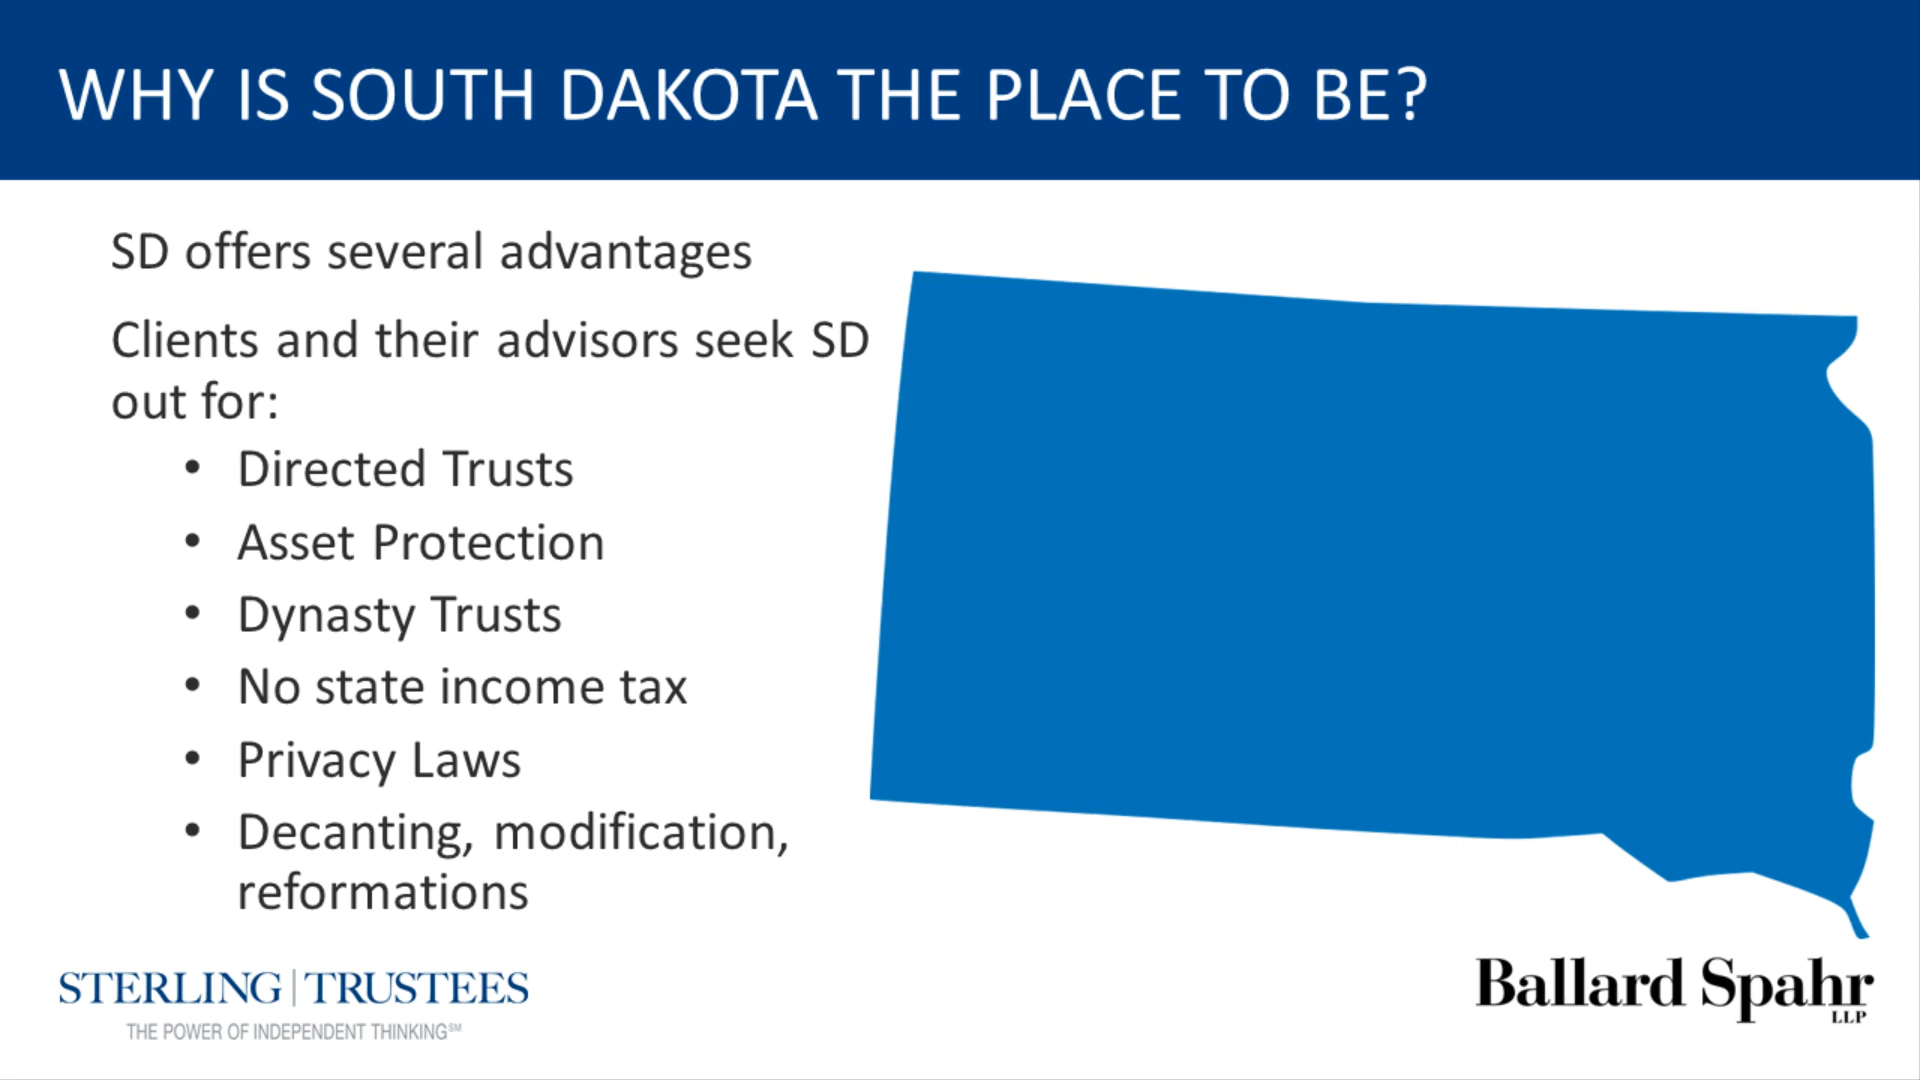 WHY IS SOUTH DAKOTA THE PLACE TO BE?
SD offers several advantages
Clients and their advisors seek SD
out for:
• Directed Trusts
• Asset Protection
• Dynasty Trusts
• No state income tax
• Privacy Laws
• Decanting, modification,
reformations
STERLING|TRUSTEES
THE POWER OF INDEPENDENT THINKING℠
Ballard Spahr
LLP